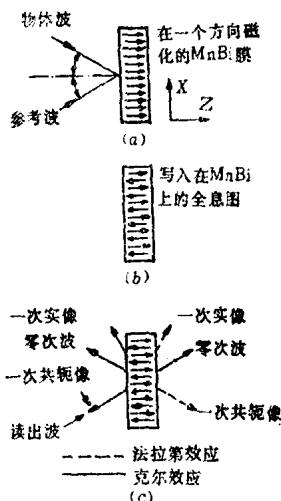 物体波
参考波
在一个方向磁
化的MnBi膜
X
Z
(a)
写入在MnBi
上的全息图
(b)
一次实像
零次波
一次共轭像
读出波
一次实像
零次波
一次共轭像
法拉第效应
克尔效应
(c)